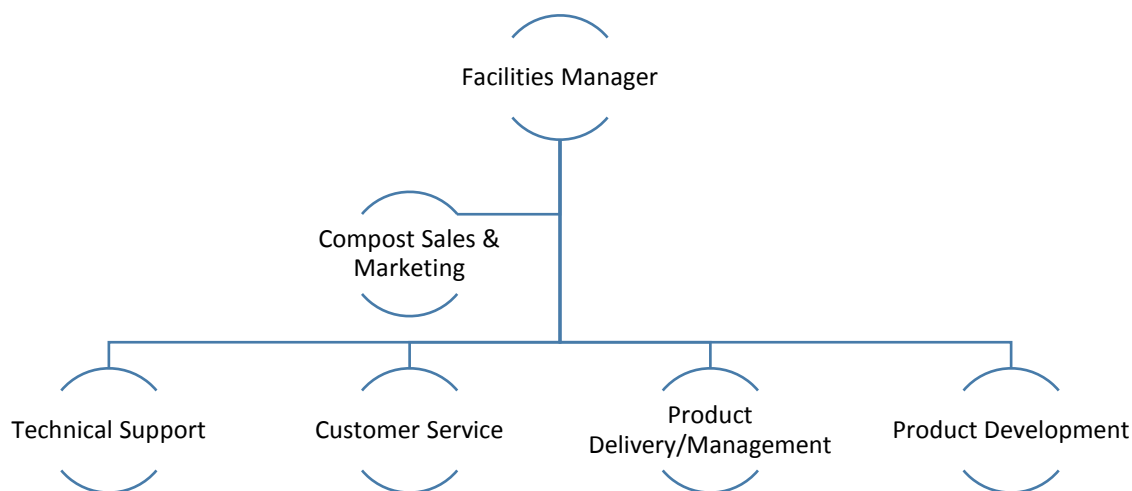 Facilities Manager
Compost Sales &
Marketing
Technical Support
Customer Service
Product
Delivery/Management
Product Development